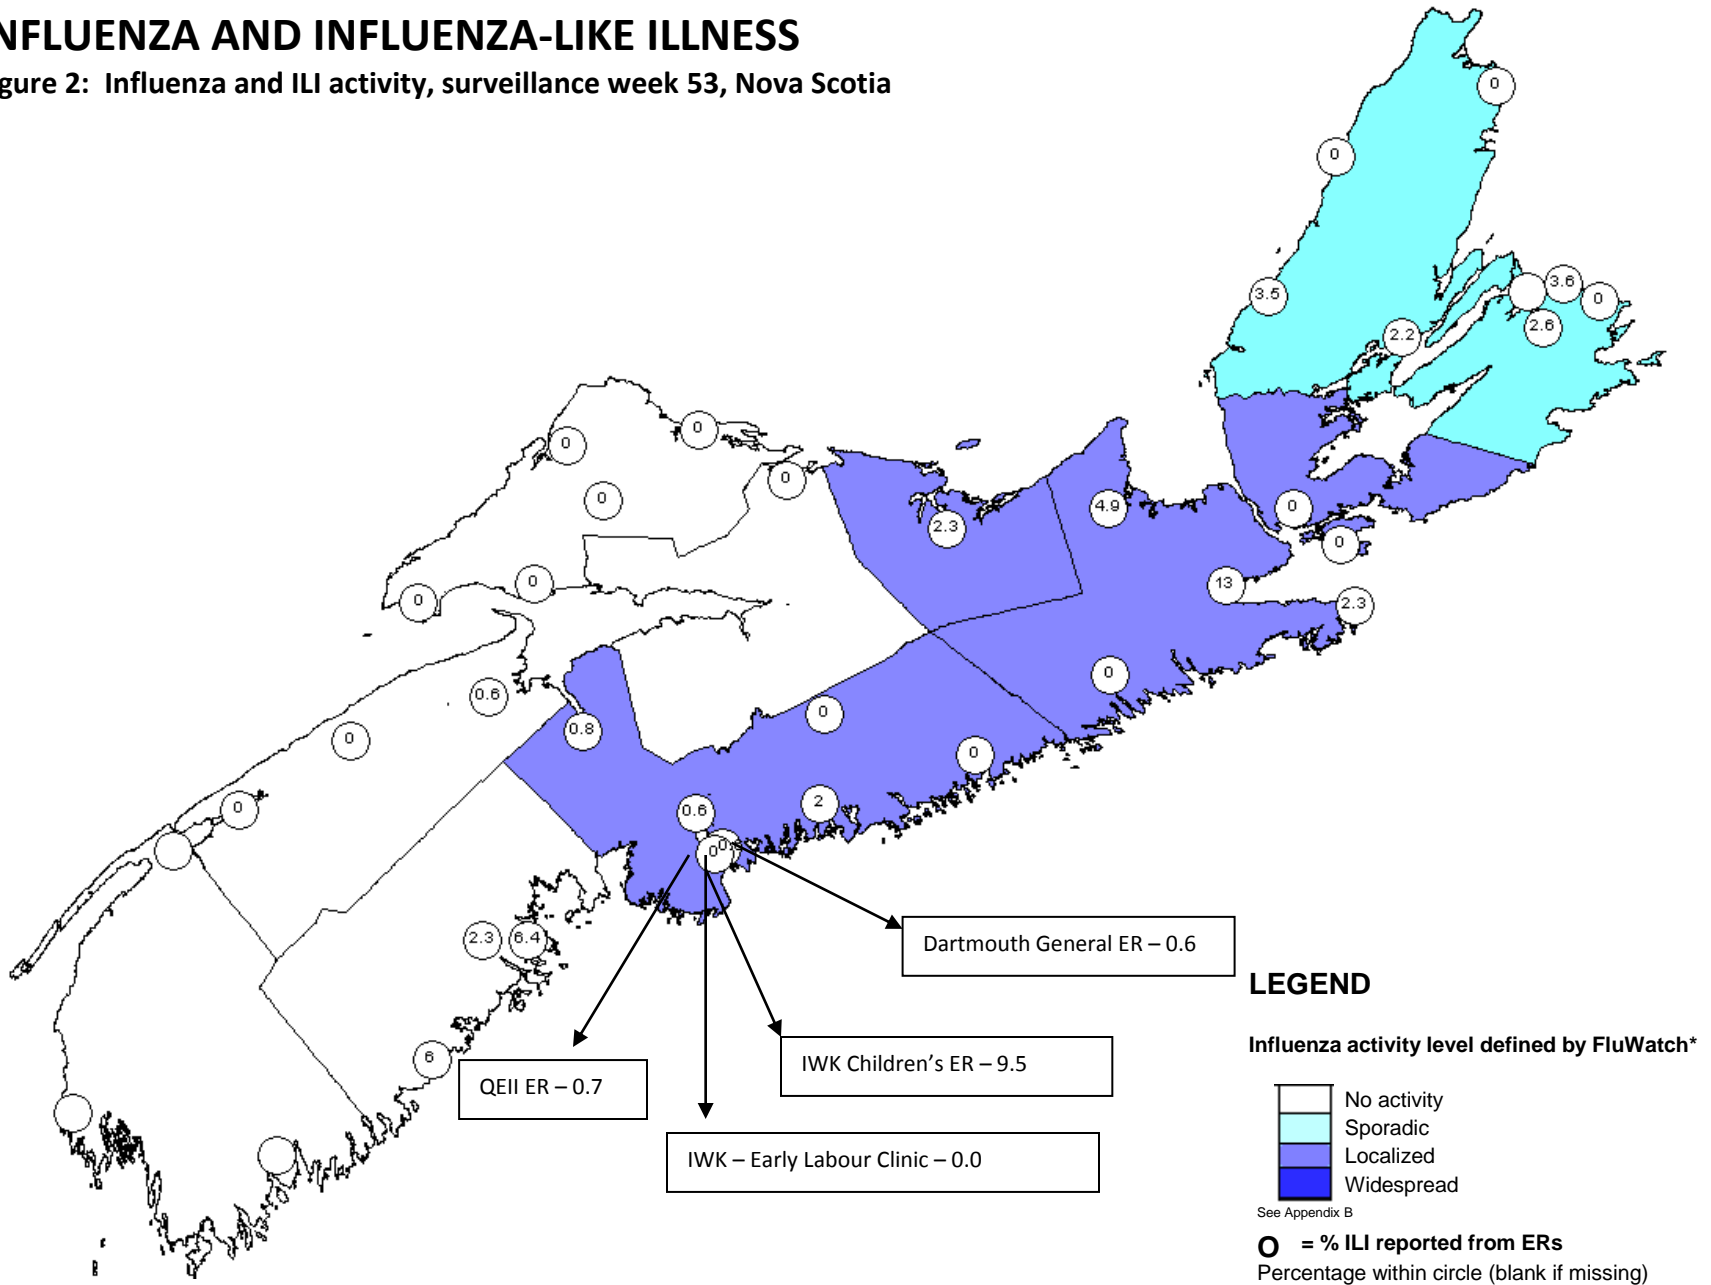 NFLUENZA AND INFLUENZA-LIKE ILLNESS
gure 2: Influenza and ILI activity, surveillance week 53, Nova Scotia
0
0
3.5
3.6
0
2.6
2.2
0
0
0
0
4.9
0
2.3
0
0
0
13
2.3
0
0.6
0
0.8
0
0
0
2
0.6
0
2.3
6.4
6
Dartmouth General ER – 0.6
IWK Children's ER – 9.5
QEII ER – 0.7
IWK – Early Labour Clinic – 0.0
LEGEND
Influenza activity level defined by FluWatch*
No activity
Sporadic
Localized
Widespread
See Appendix B
O = % ILI reported from ERs
Percentage within circle (blank if missing)